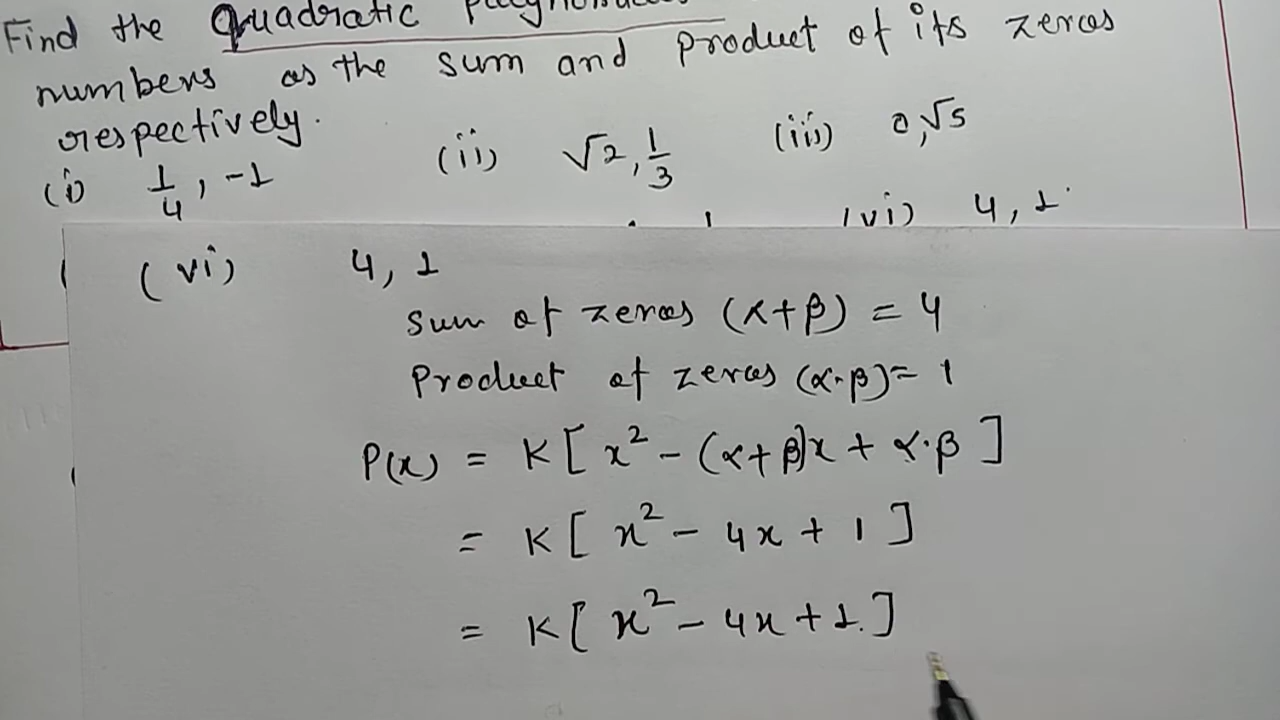 Find the Quadratic
numbers as the sum and product of its zeroes
respectively.
(i) 1/4, -1 (ii) √2, 1/3 (iii) 0, √5
(vi) 4, 1
(vi) 4, 1
Sum of zeroes (α+β) = 4
Product of zeroes (α·β) = 1
P(x) = K[x² - (α+β)x + α·β]
= K[x² - 4x + 1]
= K[x² - 4x + 1.]